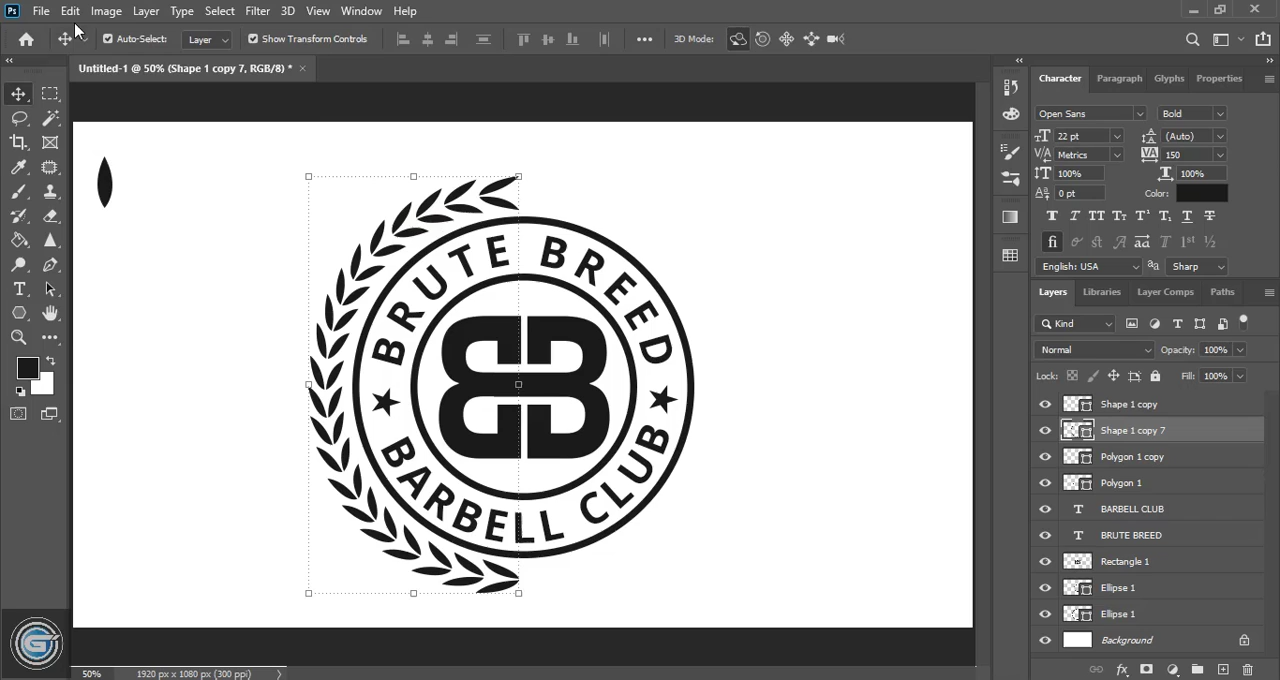 Ps File Edit Image Layer Type Select Filter 3D View Window Help
Auto-Select: Layer Show Transform Controls 3D Mode:
Untitled-1 @ 50% (Shape 1 copy 7, RGB/8) *
Character Paragraph Glyphs Properties
Open Sans Bold
22 pt (Auto)
Metrics 150
100% 100%
0 pt Color:
English: USA Sharp
Layers Libraries Layer Comps Paths
Kind
Normal Opacity: 100%
Lock: Fill: 100%
Shape 1 copy
Shape 1 copy 7
Polygon 1 copy
Polygon 1
BARBELL CLUB
BRUTE BREED
Rectangle 1
Ellipse 1
Ellipse 1
Background
BRUTE BREED
BB
BARBELL CLUB
50% 1920 px x 1080 px (300 ppi)